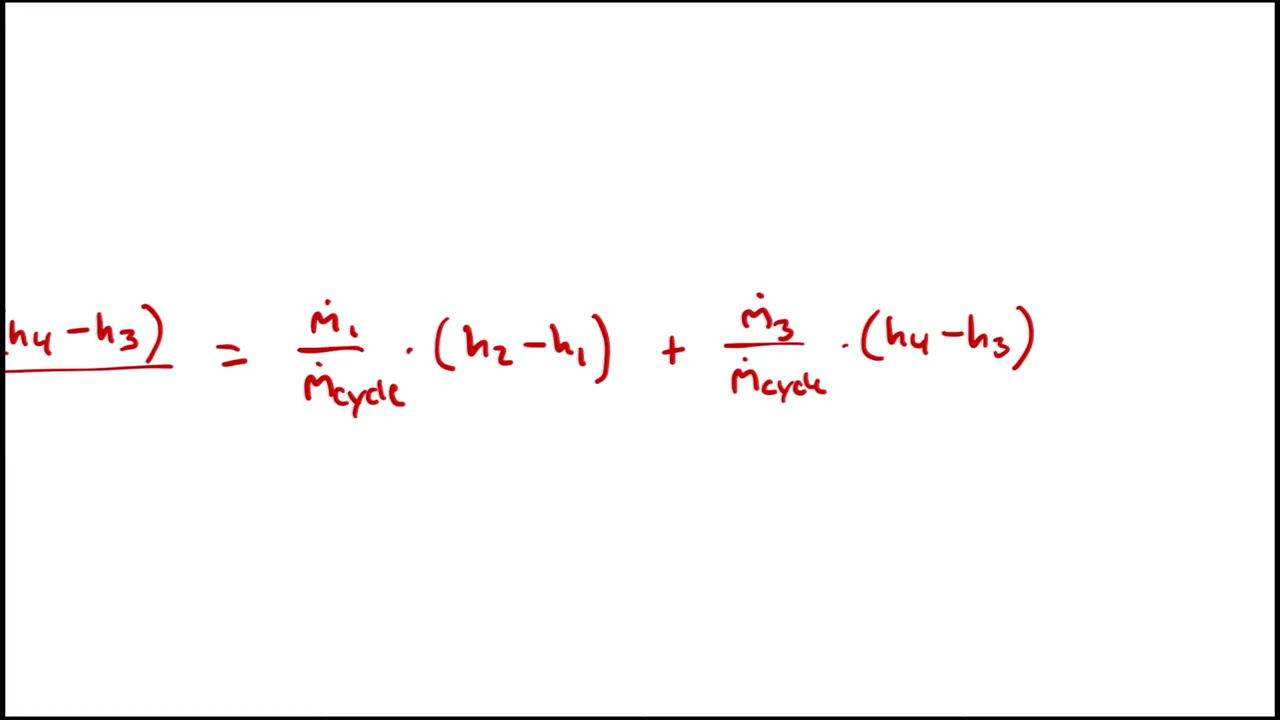 h₄ - h₃) = ṁ₁/ṁcycle · (h₂ - h₁) + ṁ₃/ṁcycle · (h₄ - h₃)